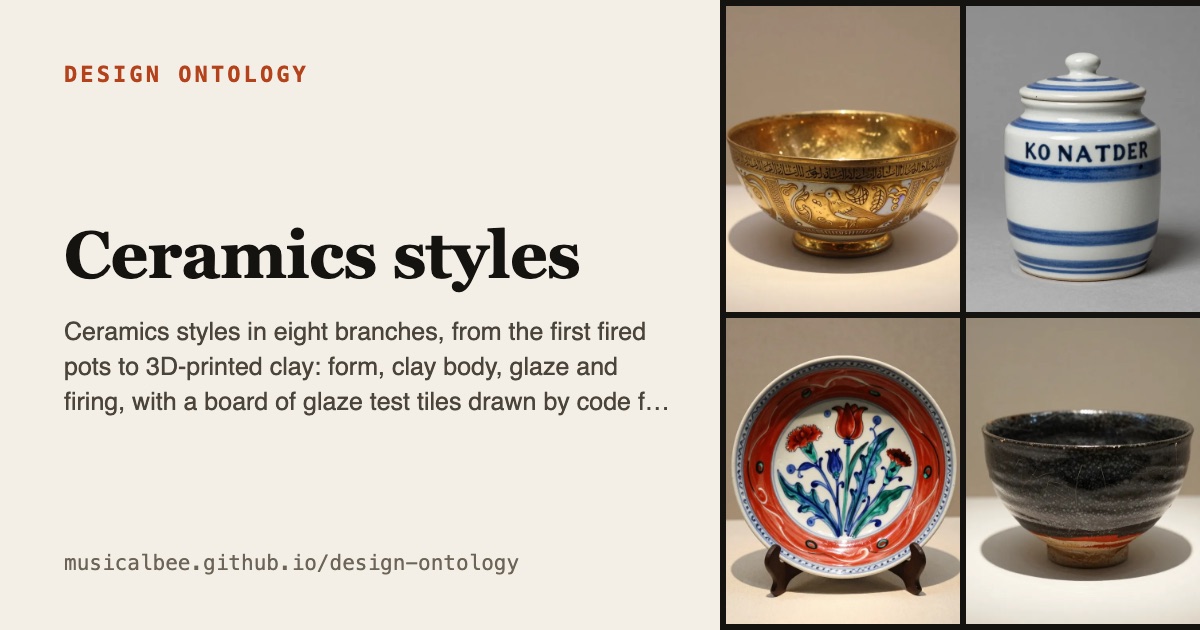 DESIGN ONTOLOGY
Ceramics styles
Ceramics styles in eight branches, from the first fired
pots to 3D-printed clay: form, clay body, glaze and
firing, with a board of glaze test tiles drawn by code f…
musicalbee.github.io/design-ontology
KO NATDER